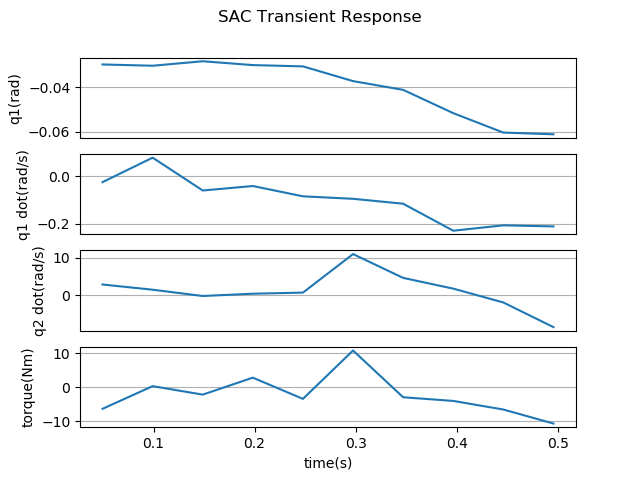 SAC Transient Response
q1(rad)
−0.04
−0.06
q1 dot(rad/s)
0.0
−0.2
q2 dot(rad/s)
10
0
torque(Nm)
10
0
−10
0.1 0.2 0.3 0.4 0.5
time(s)